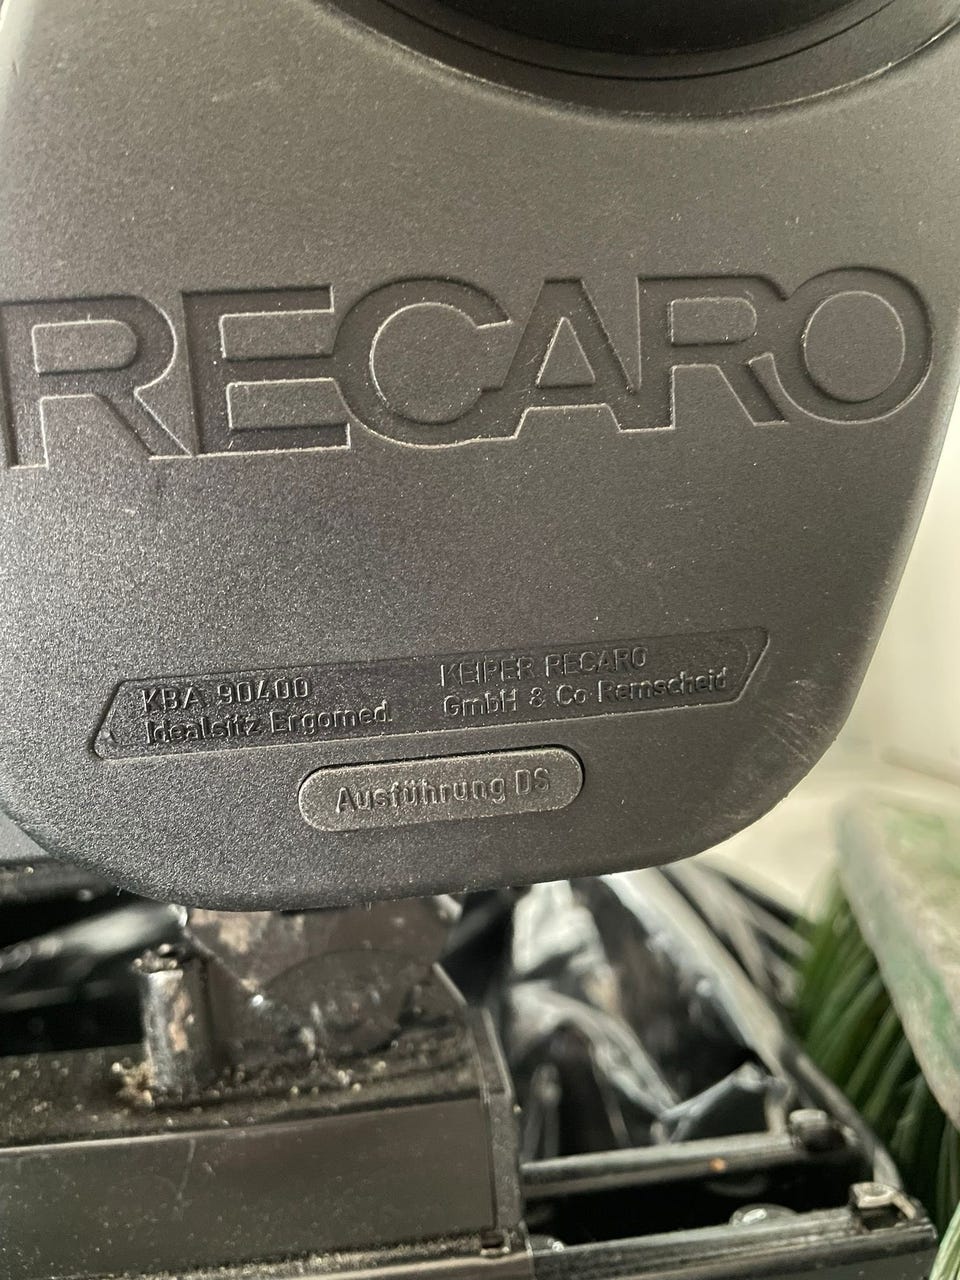 RECARO
KBA 90400
Idealsitz Ergomed
KEIPER RECARO
GmbH & Co Remscheid
Ausführung DS